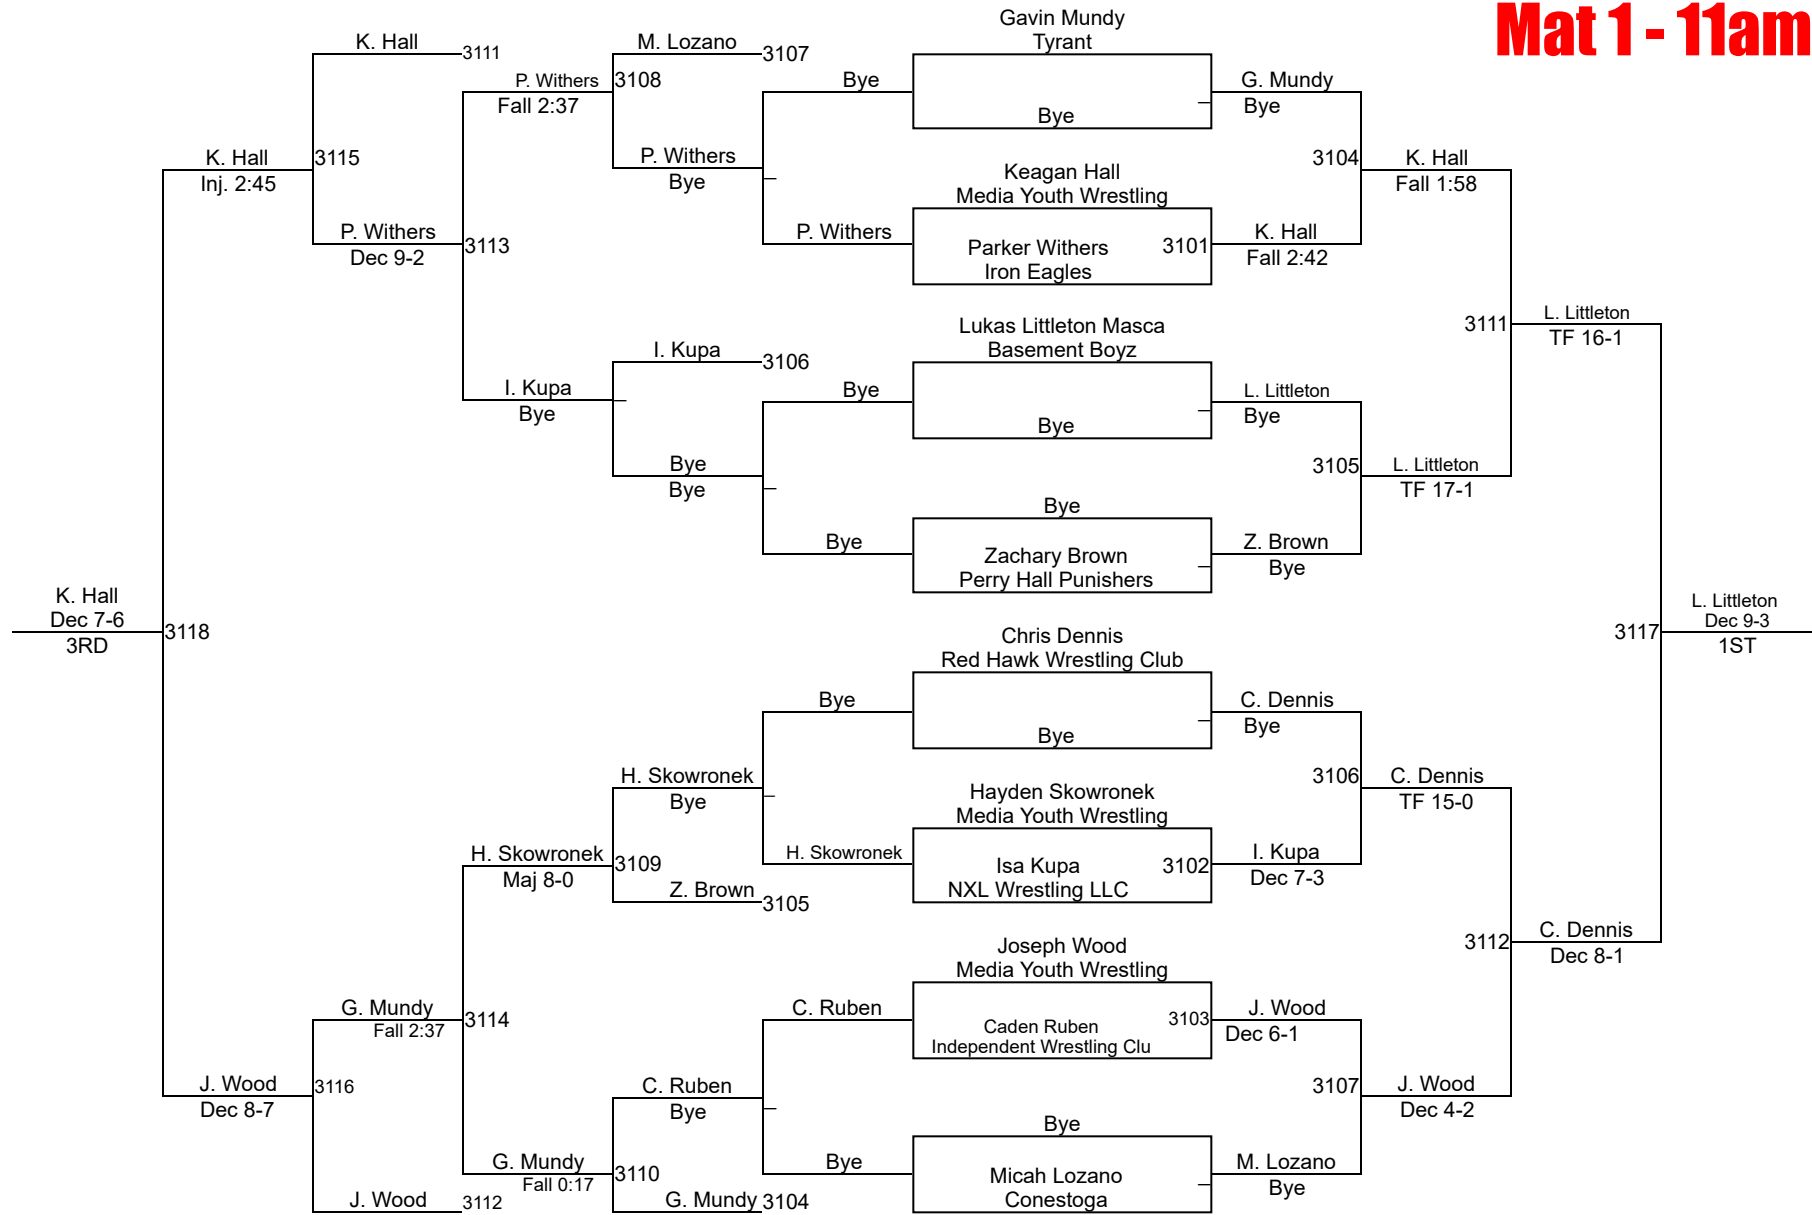 Mat 1 - 11am
Gavin Mundy
Tyrant
Bye
Keagan Hall
Media Youth Wrestling
Parker Withers
Iron Eagles
3101
Lukas Littleton Masca
Basement Boyz
Bye
Bye
Zachary Brown
Perry Hall Punishers
Chris Dennis
Red Hawk Wrestling Club
Bye
Hayden Skowronek
Media Youth Wrestling
Isa Kupa
NXL Wrestling LLC
3102
Joseph Wood
Media Youth Wrestling
Caden Ruben
Independent Wrestling Clu
3103
Bye
Micah Lozano
Conestoga
G. Mundy
Bye
3104
K. Hall
Fall 2:42
L. Littleton
Bye
3105
Z. Brown
Bye
C. Dennis
Bye
3106
I. Kupa
Dec 7-3
J. Wood
Dec 6-1
3107
M. Lozano
Bye
K. Hall
Fall 1:58
3111
L. Littleton
TF 17-1
C. Dennis
TF 15-0
3112
J. Wood
Dec 4-2
L. Littleton
TF 16-1
3117
C. Dennis
Dec 8-1
L. Littleton
Dec 9-3
1ST
Bye
P. Withers
Bye
Bye
Bye
H. Skowronek
C. Ruben
Bye
M. Lozano
3107
3108
P. Withers
Bye
I. Kupa
3106
Bye
Bye
H. Skowronek
Bye
3109
Z. Brown
3105
C. Ruben
Bye
3110
G. Mundy
3104
P. Withers
Fall 2:37
3113
I. Kupa
Bye
H. Skowronek
Maj 8-0
3114
G. Mundy
Fall 0:17
K. Hall
3111
3115
P. Withers
Dec 9-2
G. Mundy
Fall 2:37
3116
J. Wood
3112
K. Hall
Inj. 2:45
3118
J. Wood
Dec 8-7
K. Hall
Dec 7-6
3RD